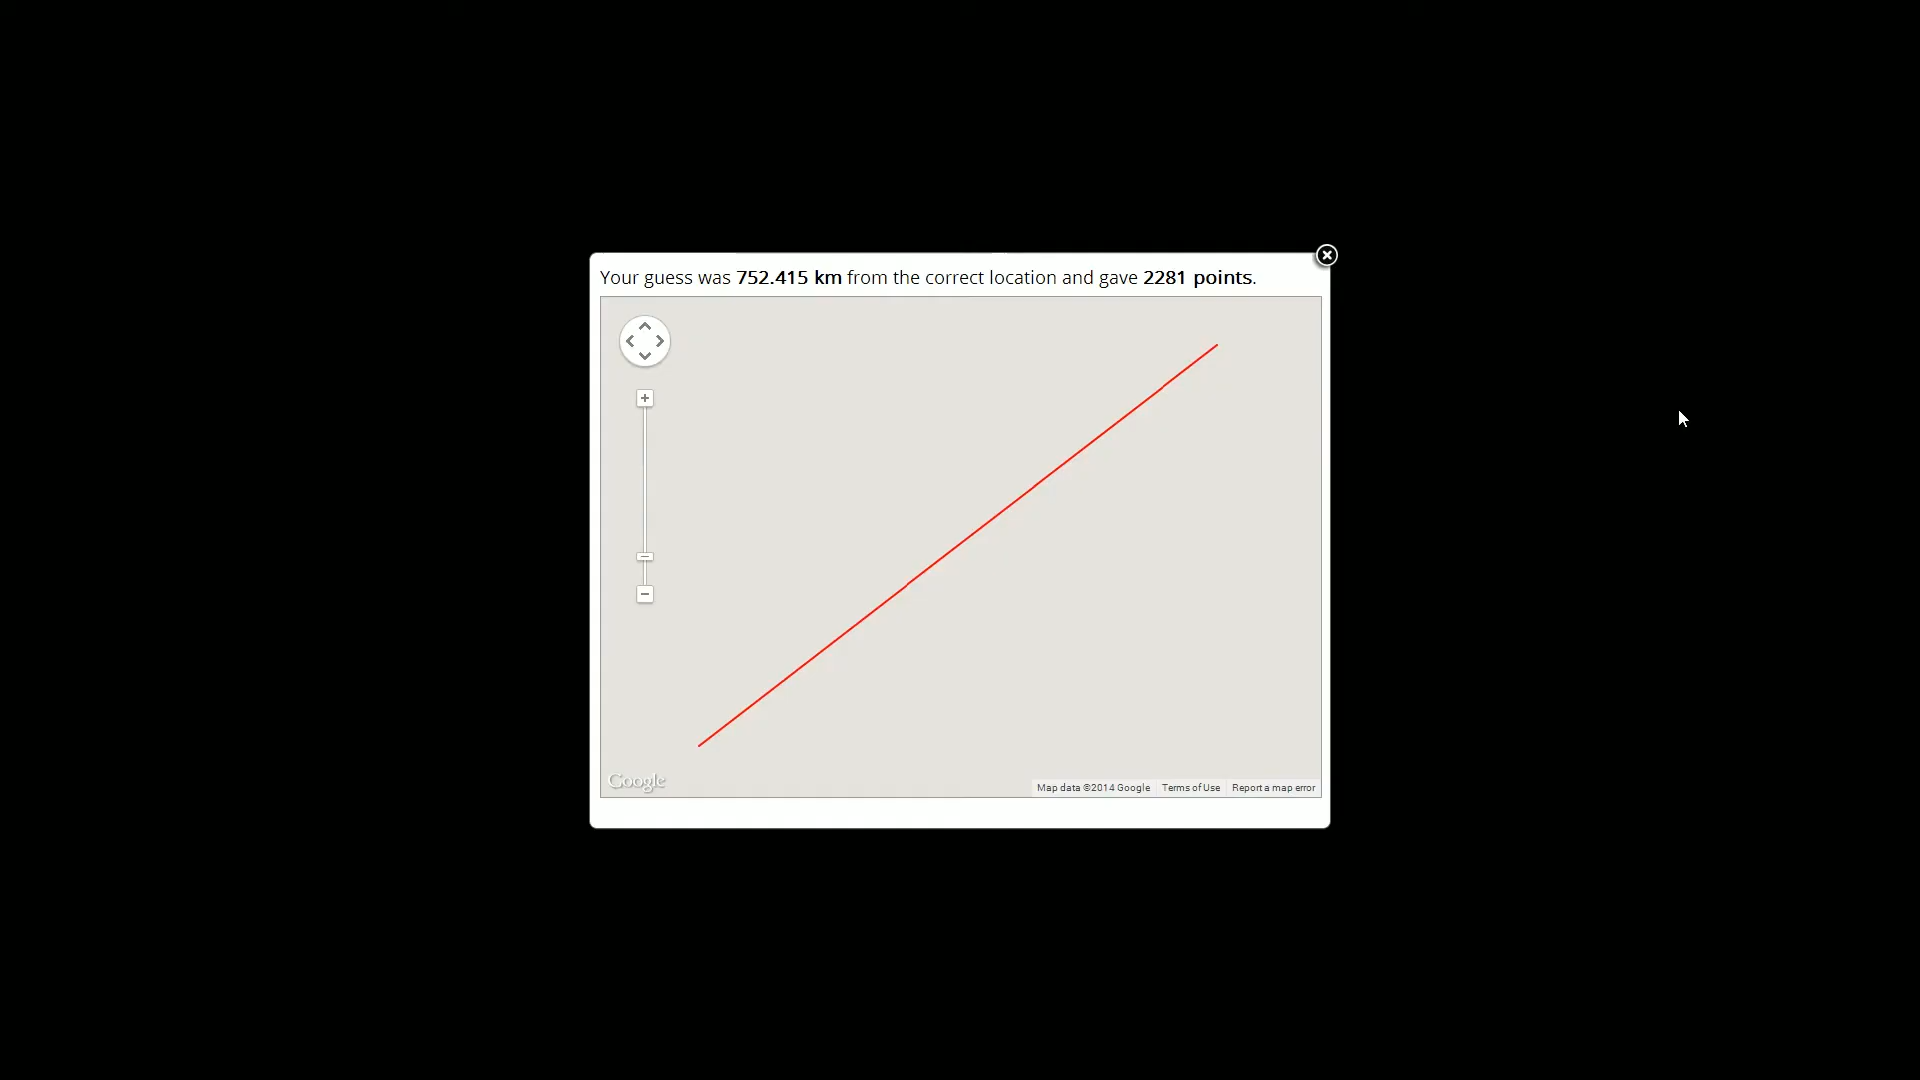 Your guess was 752.415 km from the correct location and gave 2281 points.
Google
Map data ©2014 Google Terms of Use Report a map error